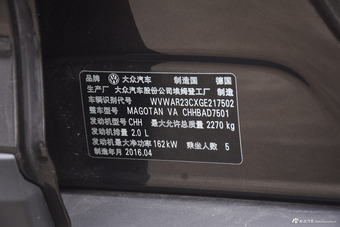 品牌 大众汽车 制造国 德国
生产厂 大众汽车股份公司埃姆登工厂 制造
车辆识别代号 WVWAR23CXGE217502
整车型号 MAGOTAN VA CHHBAD7501
发动机型号 CHH 最大允许总质量 2270 kg
发动机排量 2.0 L
发动机最大净功率 162 kW 乘坐人数 5
制造年月 2016.04